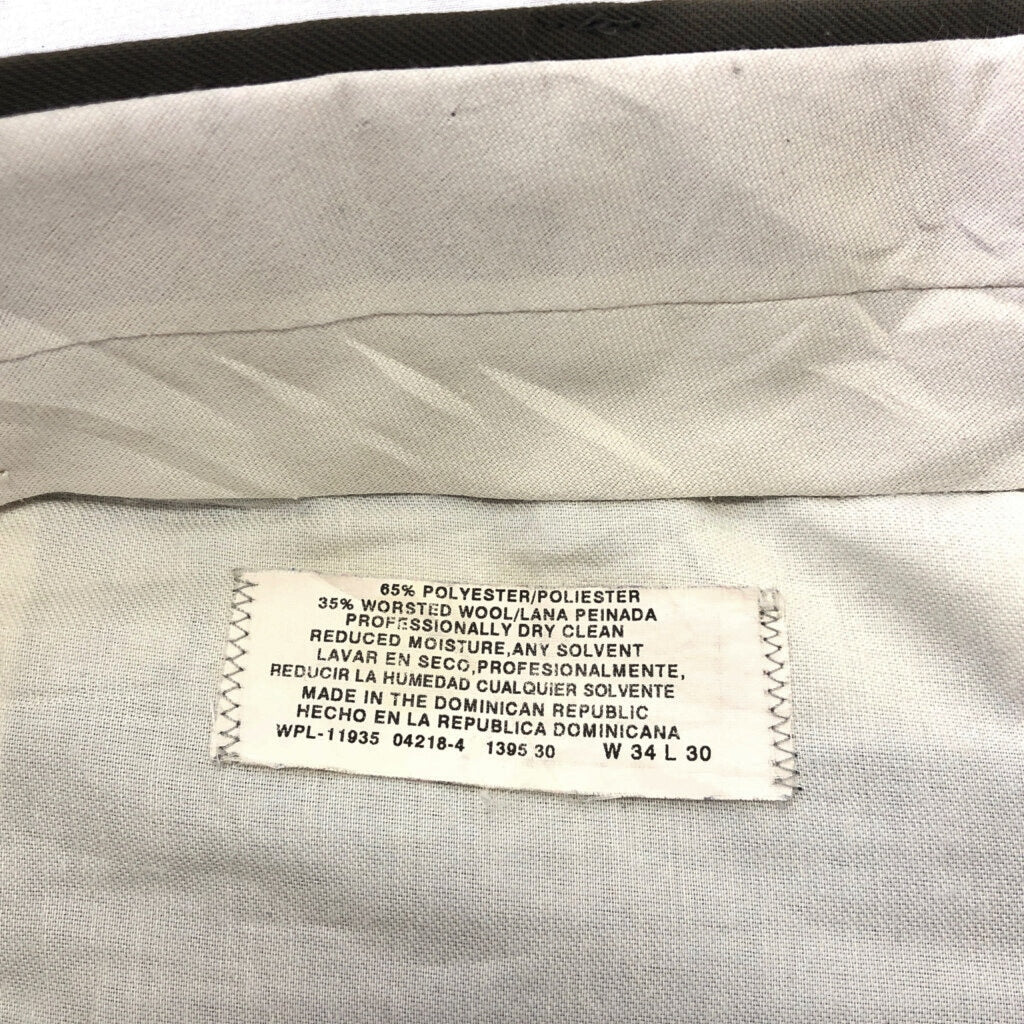 65% POLYESTER/POLIESTER
35% WORSTED WOOL/LANA PEINADA
PROFESSIONALLY DRY CLEAN
REDUCED MOISTURE,ANY SOLVENT
LAVAR EN SECO,PROFESIONALMENTE,
REDUCIR LA HUMEDAD CUALQUIER SOLVENTE
MADE IN THE DOMINICAN REPUBLIC
HECHO EN LA REPUBLICA DOMINICANA
WPL-11935 04218-4 1395 30 W 34 L 30